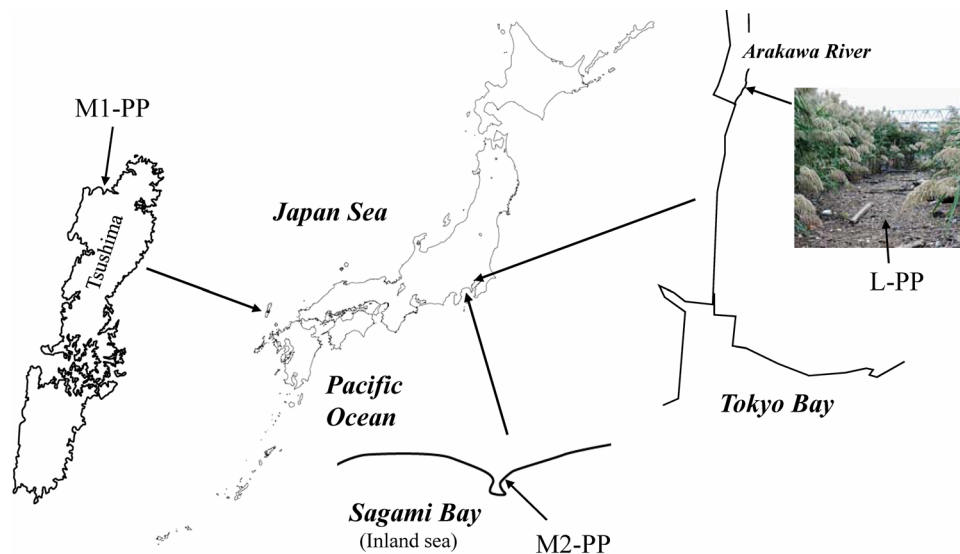 Arakawa River
M1-PP
Tsushima
Japan Sea
L-PP
Pacific
Ocean
Tokyo Bay
Sagami Bay
(Inland sea)
M2-PP